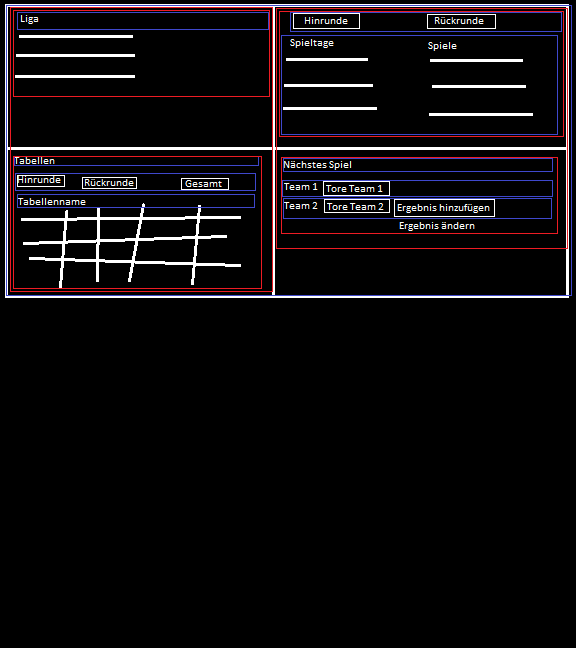 Liga
Hinrunde Rückrunde
Spieltage Spiele
Tabellen
Hinrunde Rückrunde Gesamt
Tabellenname
Nächstes Spiel
Team 1 Tore Team 1
Team 2 Tore Team 2 Ergebnis hinzufügen
Ergebnis ändern